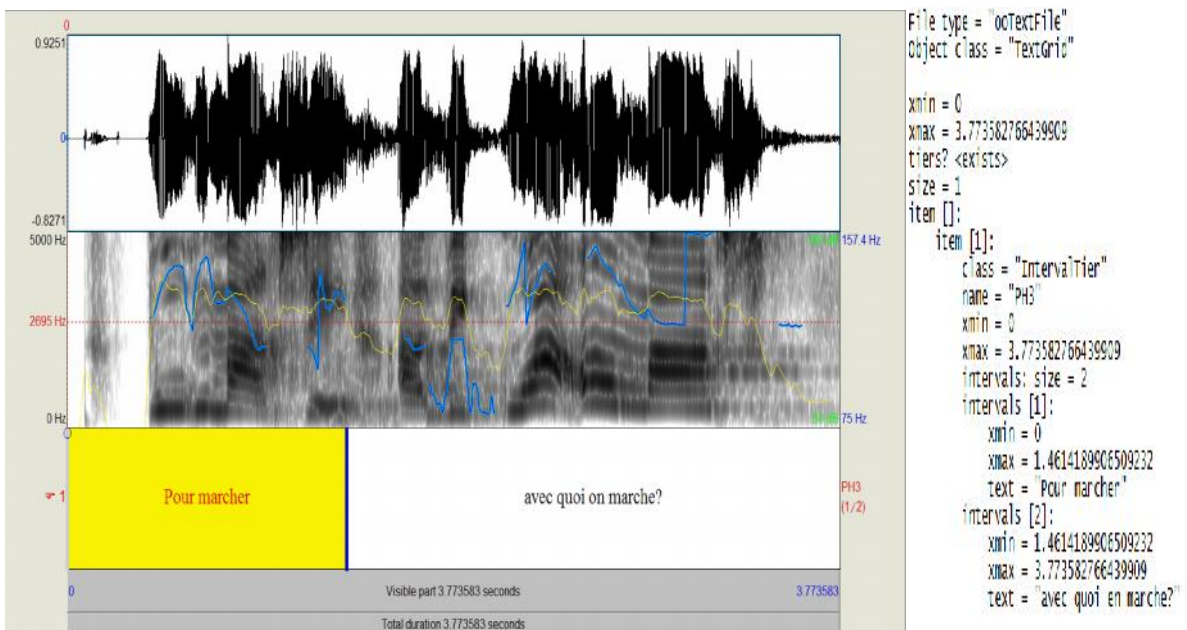 0
0.9251
0
-0.8271
5000 Hz
157.4 Hz
2695 Hz
0 Hz
75 Hz
1
Pour marcher
avec quoi on marche?
PH3
(1/2)
0
Visible part 3.773583 seconds
3.773583
Total duration 3.773583 seconds
File type = "ooTextFile"
Object class = "TextGrid"
xmin = 0
xmax = 3.773582766439909
tiers? <exists>
size = 1
item []:
item [1]:
class = "IntervalTier"
name = "PH3"
xmin = 0
xmax = 3.773582766439909
intervals: size = 2
intervals [1]:
xmin = 0
xmax = 1.4614189906509232
text = "Pour marcher"
intervals [2]:
xmin = 1.4614189906509232
xmax = 3.773582766439909
text = "avec quoi en marche?"